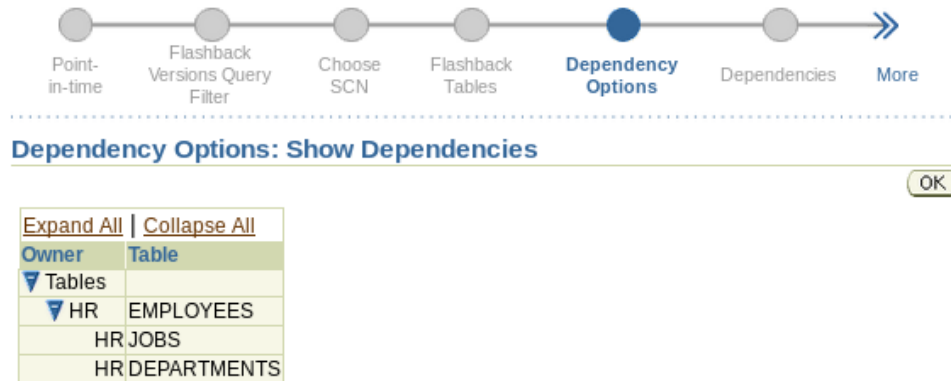 Point-
in-time
Flashback
Versions Query
Filter
Choose
SCN
Flashback
Tables
Dependency
Options
Dependencies
More
Dependency Options: Show Dependencies
OK
Expand All | Collapse All
Owner Table
Tables
HR EMPLOYEES
HR JOBS
HR DEPARTMENTS